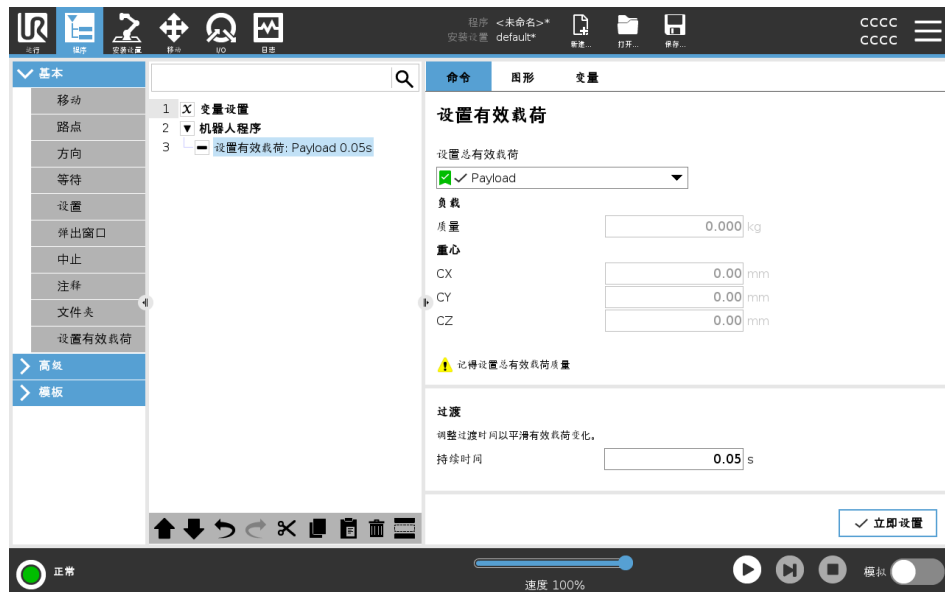 UR
运行
程序
安装设置
移动
I/O
日志
程序 <未命名>*
安装设置 default*
新建...
打开...
保存...
CCCC
CCCC
基本
移动
路点
方向
等待
设置
弹出窗口
中止
注释
文件夹
设置有效载荷
高级
模板
1 X 变量设置
2 机器人程序
3 设置有效载荷: Payload 0.05s
命令 图形 变量
设置有效载荷
设置总有效载荷
Payload
负载
质量 0.000 kg
重心
CX 0.00 mm
CY 0.00 mm
CZ 0.00 mm
记得设置总有效载荷质量
过渡
调整过渡时间以平滑有效载荷变化。
持续时间 0.05 s
立即设置
正常
速度 100%
模拟